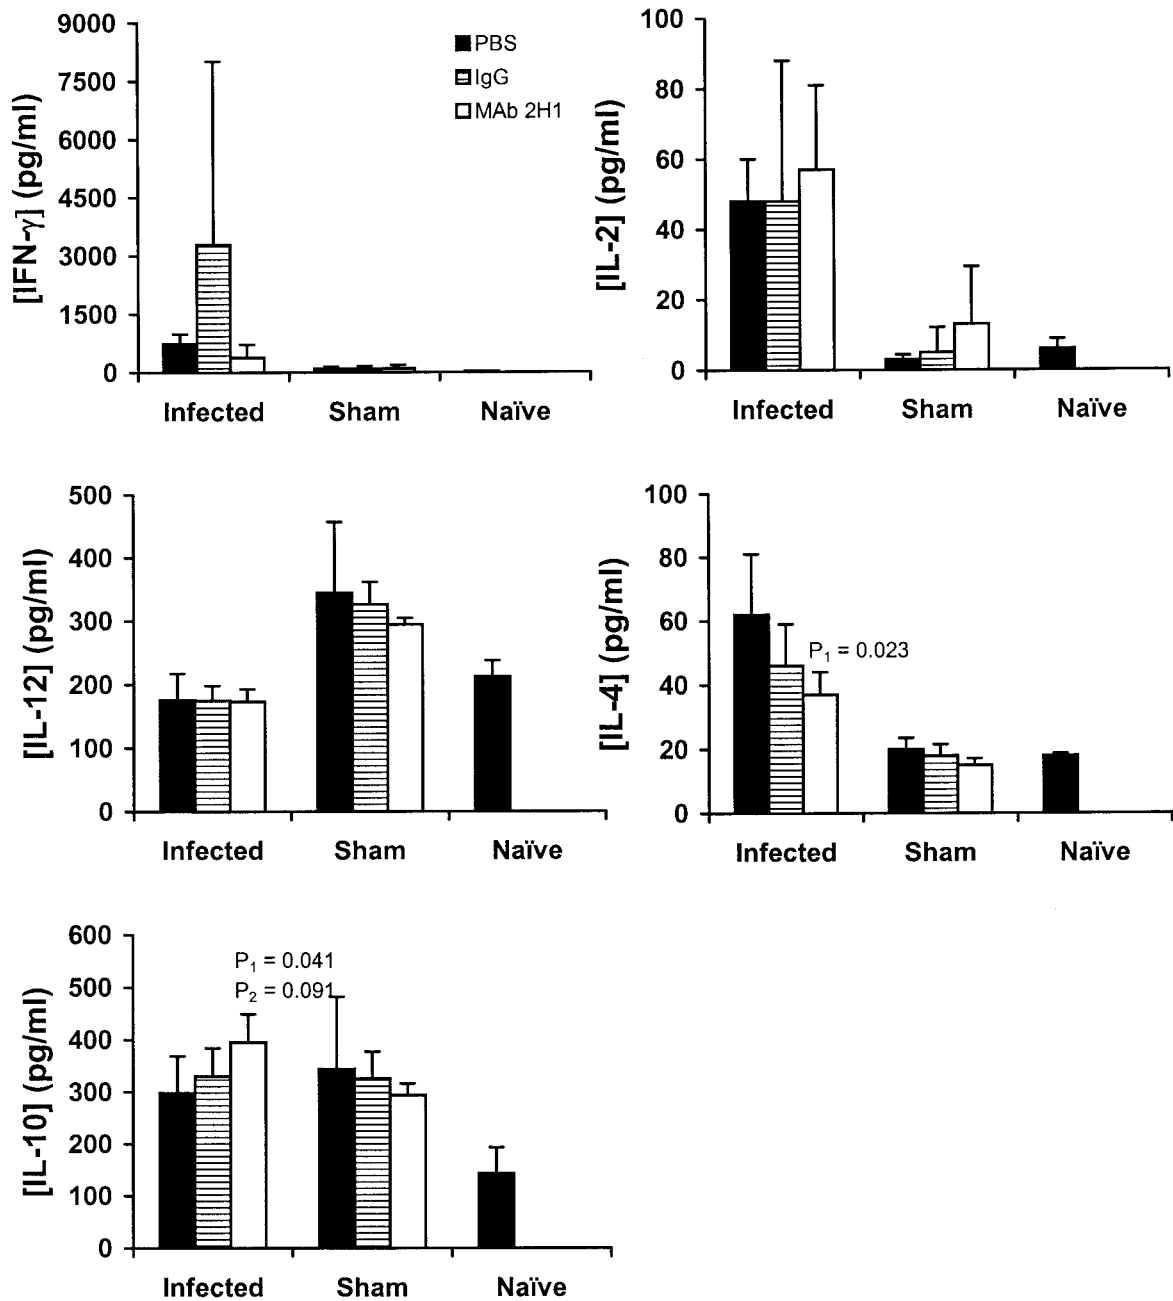 [IFN-γ] (pg/ml)
9000
7500
6000
4500
3000
1500
0
PBS
IgG
MAb 2H1
Infected Sham Naïve
[IL-2] (pg/ml)
100
80
60
40
20
0
Infected Sham Naïve
[IL-12] (pg/ml)
500
400
300
200
100
0
Infected Sham Naïve
[IL-4] (pg/ml)
100
80
60
40
20
0
P1 = 0.023
Infected Sham Naïve
[IL-10] (pg/ml)
600
500
400
300
200
100
0
P1 = 0.041
P2 = 0.091
Infected Sham Naïve